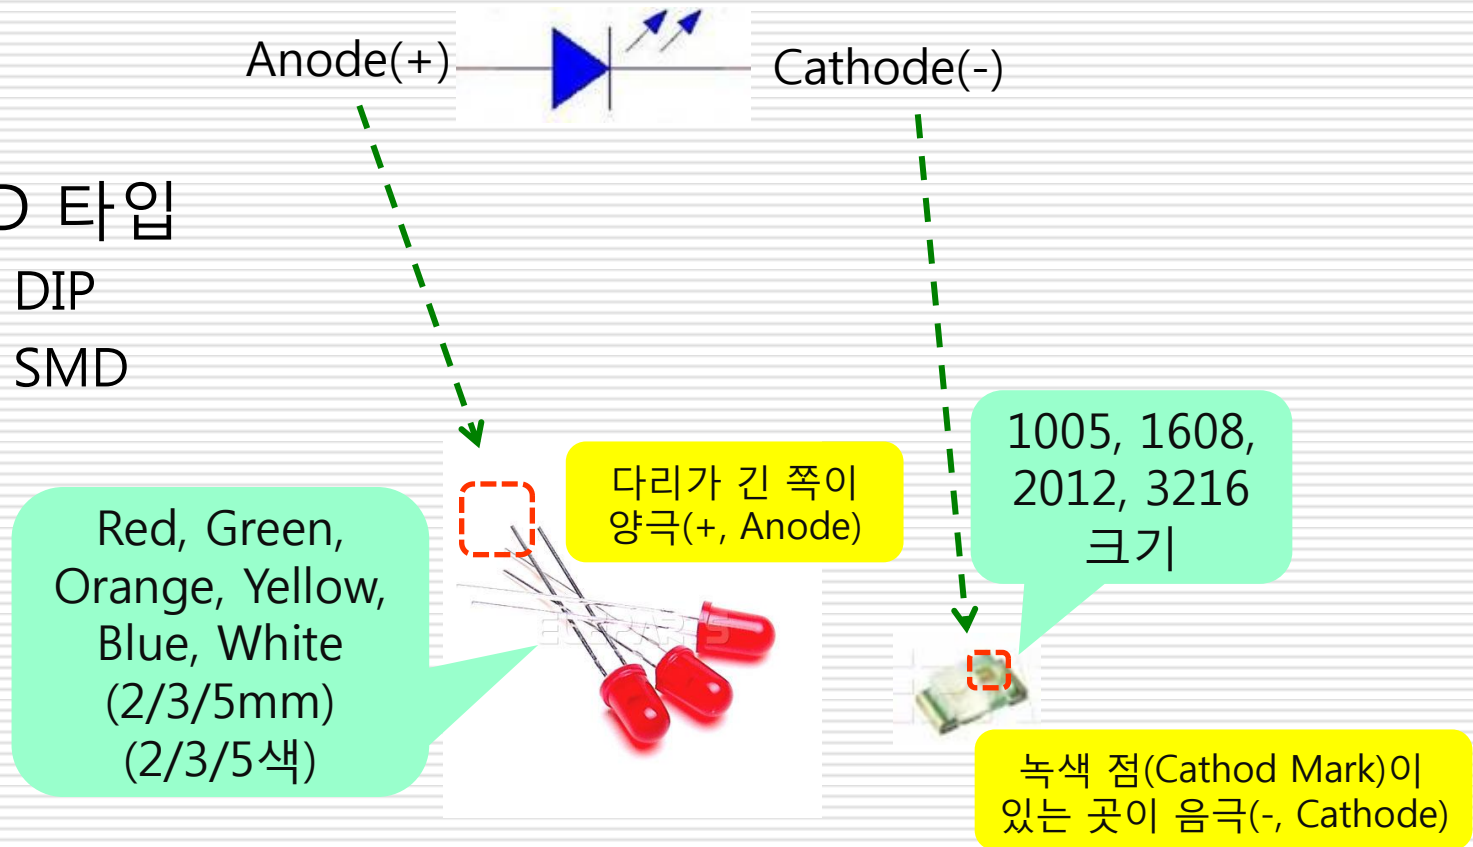 Anode(+)
Cathode(-)
D 타입
DIP
SMD
다리가 긴 쪽이
양극(+, Anode)
1005, 1608,
2012, 3216
크기
Red, Green,
Orange, Yellow,
Blue, White
(2/3/5mm)
(2/3/5색)
ELEPARTS
녹색 점(Cathod Mark)이
있는 곳이 음극(-, Cathode)